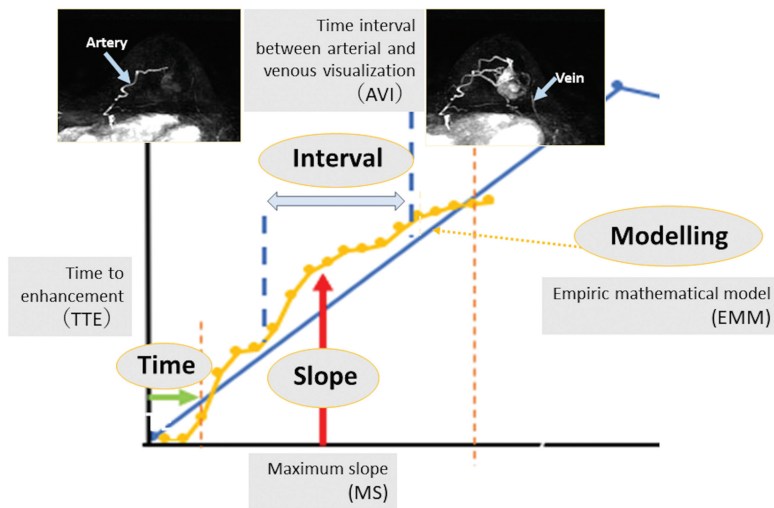 Artery
Time interval
between arterial and
venous visualization
（AVI）
Vein
Interval
Modelling
Time to
enhancement
（TTE）
Empiric mathematical model
(EMM)
Time
Slope
Maximum slope
(MS)